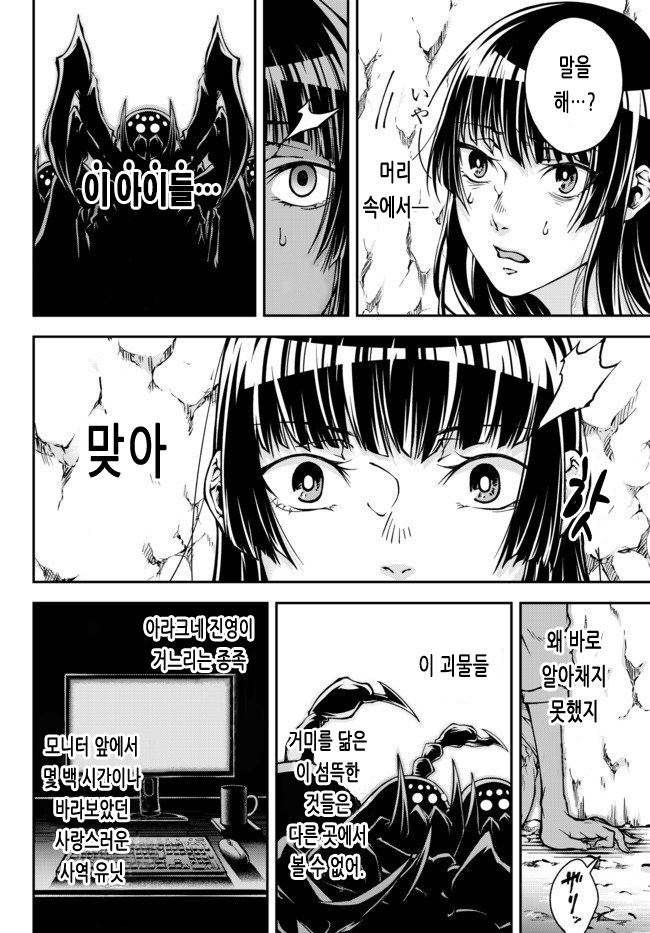 말을
해…?
いや
머리
속에서―
이 아이들…
맞아
핫
왜 바로
알아채지
못했지
ザリ…
이 괴물들
거미를 닮은
이 섬뜩한
것들은
다른 곳에서
볼 수 없어.
아라크네 진영이
거느리는 종족
모니터 앞에서
몇 백 시간이나
바라보았던
사랑스러운
사역 유닛